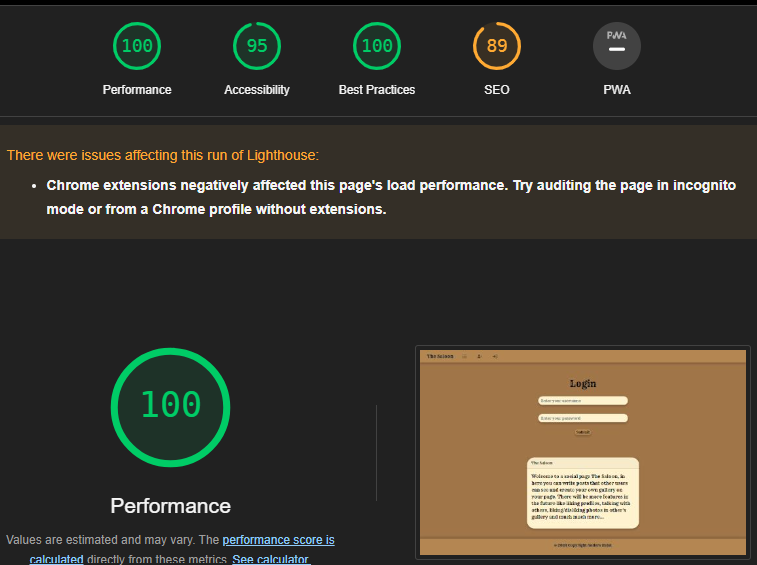 100 95 100 89 PWA
Performance Accessibility Best Practices SEO PWA
There were issues affecting this run of Lighthouse:
Chrome extensions negatively affected this page's load performance. Try auditing the page in incognito
mode or from a Chrome profile without extensions.
100
Performance
Values are estimated and may vary. The performance score is
calculated directly from these metrics. See calculator.
The Saloon
Login
Enter your username
Enter your password
Submit
The Saloon
Welcome to a social page The Saloon, in
here you can write posts that other users
can see and create your own gallery on
your page. There will be more features in
the future like liking profiles, talking with
others, liking/disliking photos in other's
gallery and much much more...